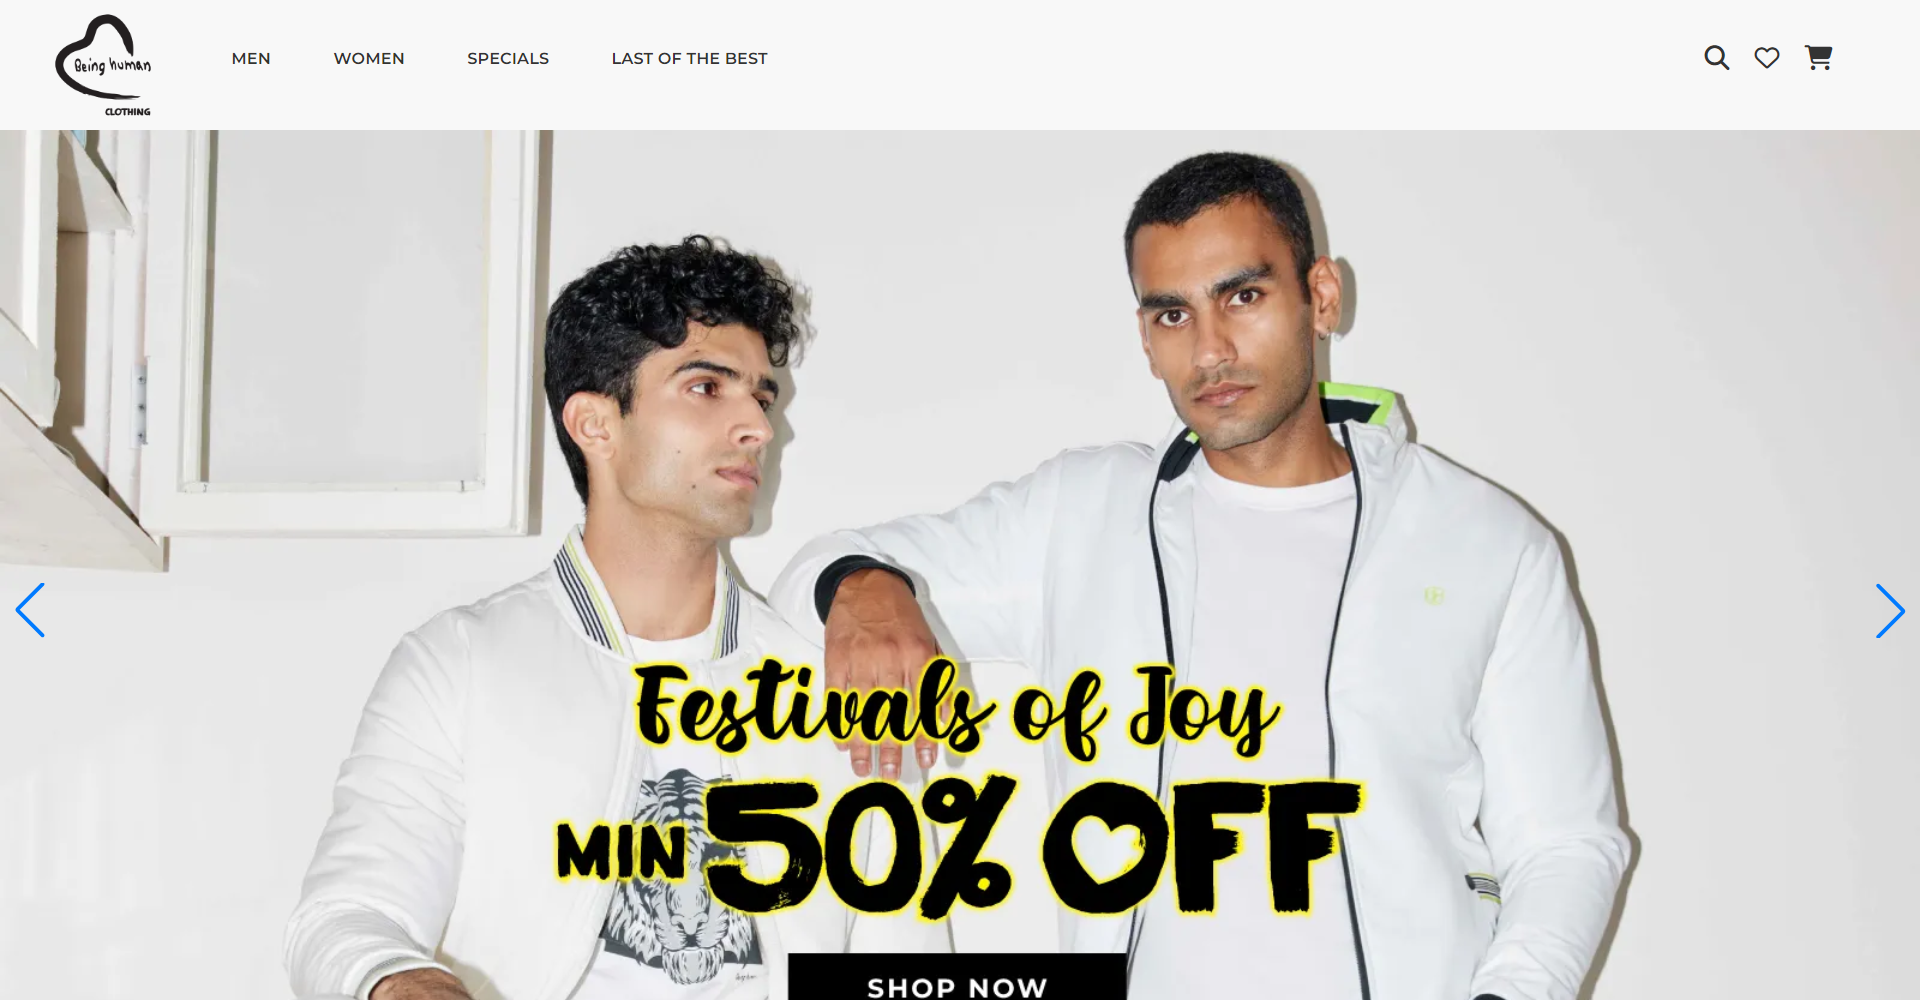 Being human
CLOTHING
MEN
WOMEN
SPECIALS
LAST OF THE BEST
Festivals of Joy
MIN 50% OFF
SHOP NOW